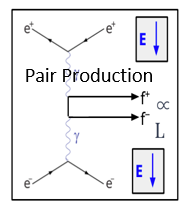 e⁺ e⁺ E
Pair Production
f⁺ ∝
f⁻ L
γ
e⁻ e⁻ E